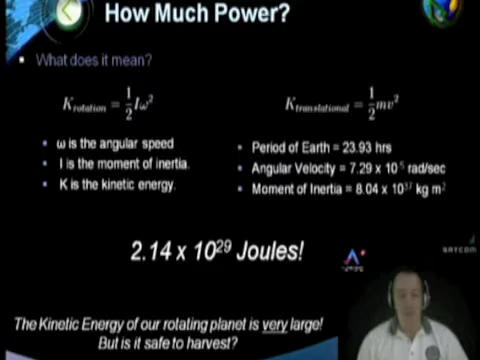 How Much Power?
What does it mean?
K_rotation = 1/2 Iω²
K_translational = 1/2 mv²
ω is the angular speed
I is the moment of inertia.
K is the kinetic energy.
Period of Earth = 23.93 hrs
Angular Velocity = 7.29 x 10⁻⁵ rad/sec
Moment of Inertia = 8.04 x 10³⁷ kg m²
2.14 x 10²⁹ Joules!
SATCOM
The Kinetic Energy of our rotating planet is very large!
But is it safe to harvest?